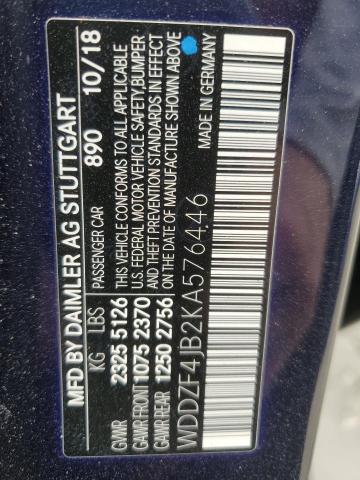 MFD BY DAIMLER AG STUTTGART
KG LBS PASSENGER CAR 890 10/18
GVWR 2325 5126 THIS VEHICLE CONFORMS TO ALL APPLICABLE
GAWR FRONT 1075 2370 U.S. FEDERAL MOTOR VEHICLE SAFETY, BUMPER
GAWR REAR 1250 2756 AND THEFT PREVENTION STANDARDS IN EFFECT
ON THE DATE OF MANUFACTURE SHOWN ABOVE
WDDZF4JB2KA576446 MADE IN GERMANY